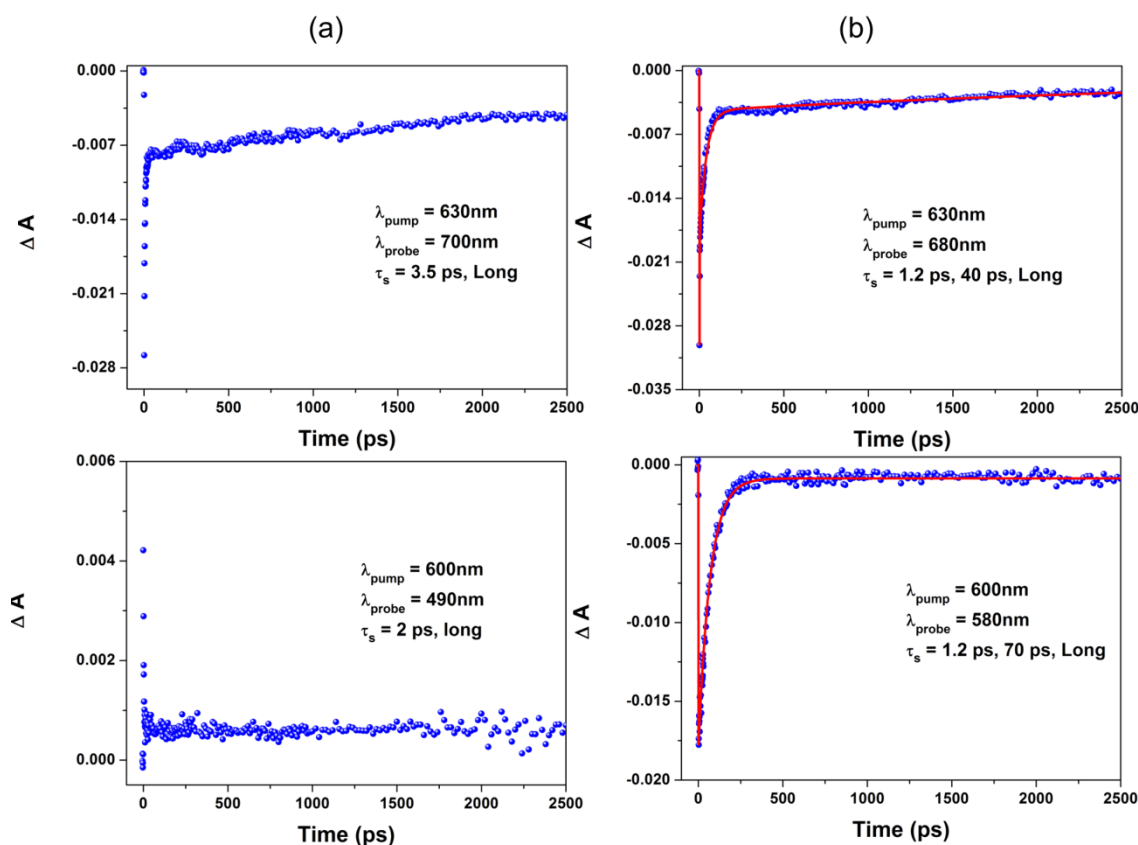 (a)
0.000
-0.007
-0.014
-0.021
-0.028
Δ A
λpump = 630nm
λprobe = 700nm
τs = 3.5 ps, Long
0 500 1000 1500 2000 2500
Time (ps)
(b)
0.000
-0.007
-0.014
-0.021
-0.028
-0.035
Δ A
λpump = 630nm
λprobe = 680nm
τs = 1.2 ps, 40 ps, Long
0 500 1000 1500 2000 2500
Time (ps)
0.006
0.004
0.002
0.000
Δ A
λpump = 600nm
λprobe = 490nm
τs = 2 ps, long
0 500 1000 1500 2000 2500
Time (ps)
0.000
-0.005
-0.010
-0.015
-0.020
Δ A
λpump = 600nm
λprobe = 580nm
τs = 1.2 ps, 70 ps, Long
0 500 1000 1500 2000 2500
Time (ps)